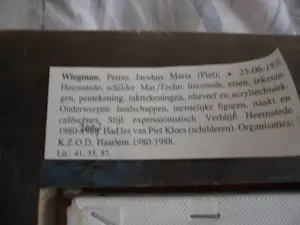 Wiegman, Petrus Jacobus Maria (Piet), * 25-06-19
Heemstede, schilder Mat./Techn. linosnede, etsen, tekenin-
gen, pentekening, inkttekeningen, olieverf en acryltechniek.
Onderwerpen: landschappen, menselijke figuren, naakt en
caféscènes. Stijl: expressionistisch Verblijf: Heemstede
1980- Had les van Piet Kloes (schilderen). Organisaties:
K.Z.O.D. Haarlem 1980-1988.
Lit.: 41, 55, 87.